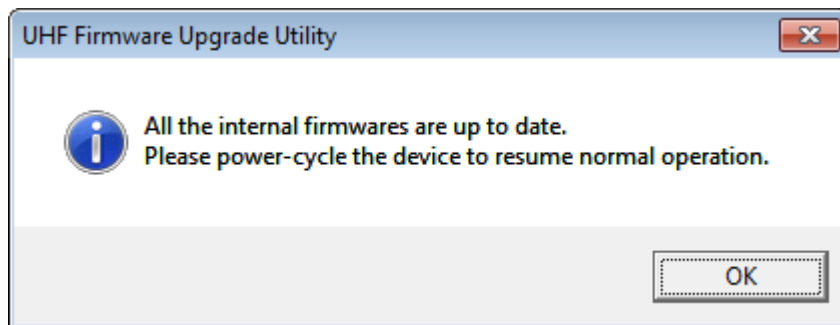 UHF Firmware Upgrade Utility
All the internal firmwares are up to date.
Please power-cycle the device to resume normal operation.
OK